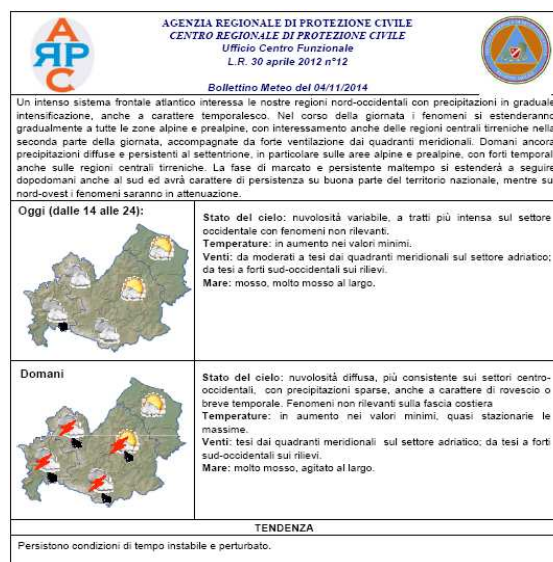 A
ЯP
C
AGENZIA REGIONALE DI PROTEZIONE CIVILE
CENTRO REGIONALE DI PROTEZIONE CIVILE
Ufficio Centro Funzionale
L.R. 30 aprile 2012 n°12
Bollettino Meteo del 04/11/2014
Un intenso sistema frontale atlantico interessa le nostre regioni nord-occidentali con precipitazioni in graduale
intensificazione, anche a carattere temporalesco. Nel corso della giornata i fenomeni si estenderanno
gradualmente a tutte le zone alpine e prealpine, con interessamento anche delle regioni centrali tirreniche nella
seconda parte della giornata, accompagnate da forte ventilazione dai quadranti meridionali. Domani ancora
precipitazioni diffuse e persistenti al settentrione, in particolare sulle aree alpine e prealpine, con forti temporal
anche sulle regioni centrali tirreniche. La fase di marcato e persistente maltempo si estenderà a seguire
dopodomani anche al sud ed avrà carattere di persistenza su buona parte del territorio nazionale, mentre su
nord-ovest i fenomeni saranno in attenuazione.
Oggi (dalle 14 alle 24):
Stato del cielo: nuvolosità variabile, a tratti più intensa sul settore
occidentale con fenomeni non rilevanti.
Temperature: in aumento nei valori minimi.
Venti: da moderati a tesi dai quadranti meridionali sul settore adriatico;
da tesi a forti sud-occidentali sui rilievi.
Mare: mosso, molto mosso al largo.
Domani
Stato del cielo: nuvolosità diffusa, più consistente sui settori centro-
occidentali, con precipitazioni sparse, anche a carattere di rovescio o
breve temporale. Fenomeni non rilevanti sulla fascia costiera
Temperature: in aumento nei valori minimi, quasi stazionarie le
massime.
Venti: tesi dai quadranti meridionali sul settore adriatico; da tesi a forti
sud-occidentali sui rilievi.
Mare: molto mosso, agitato al largo.
TENDENZA
Persistono condizioni di tempo instabile e perturbato.